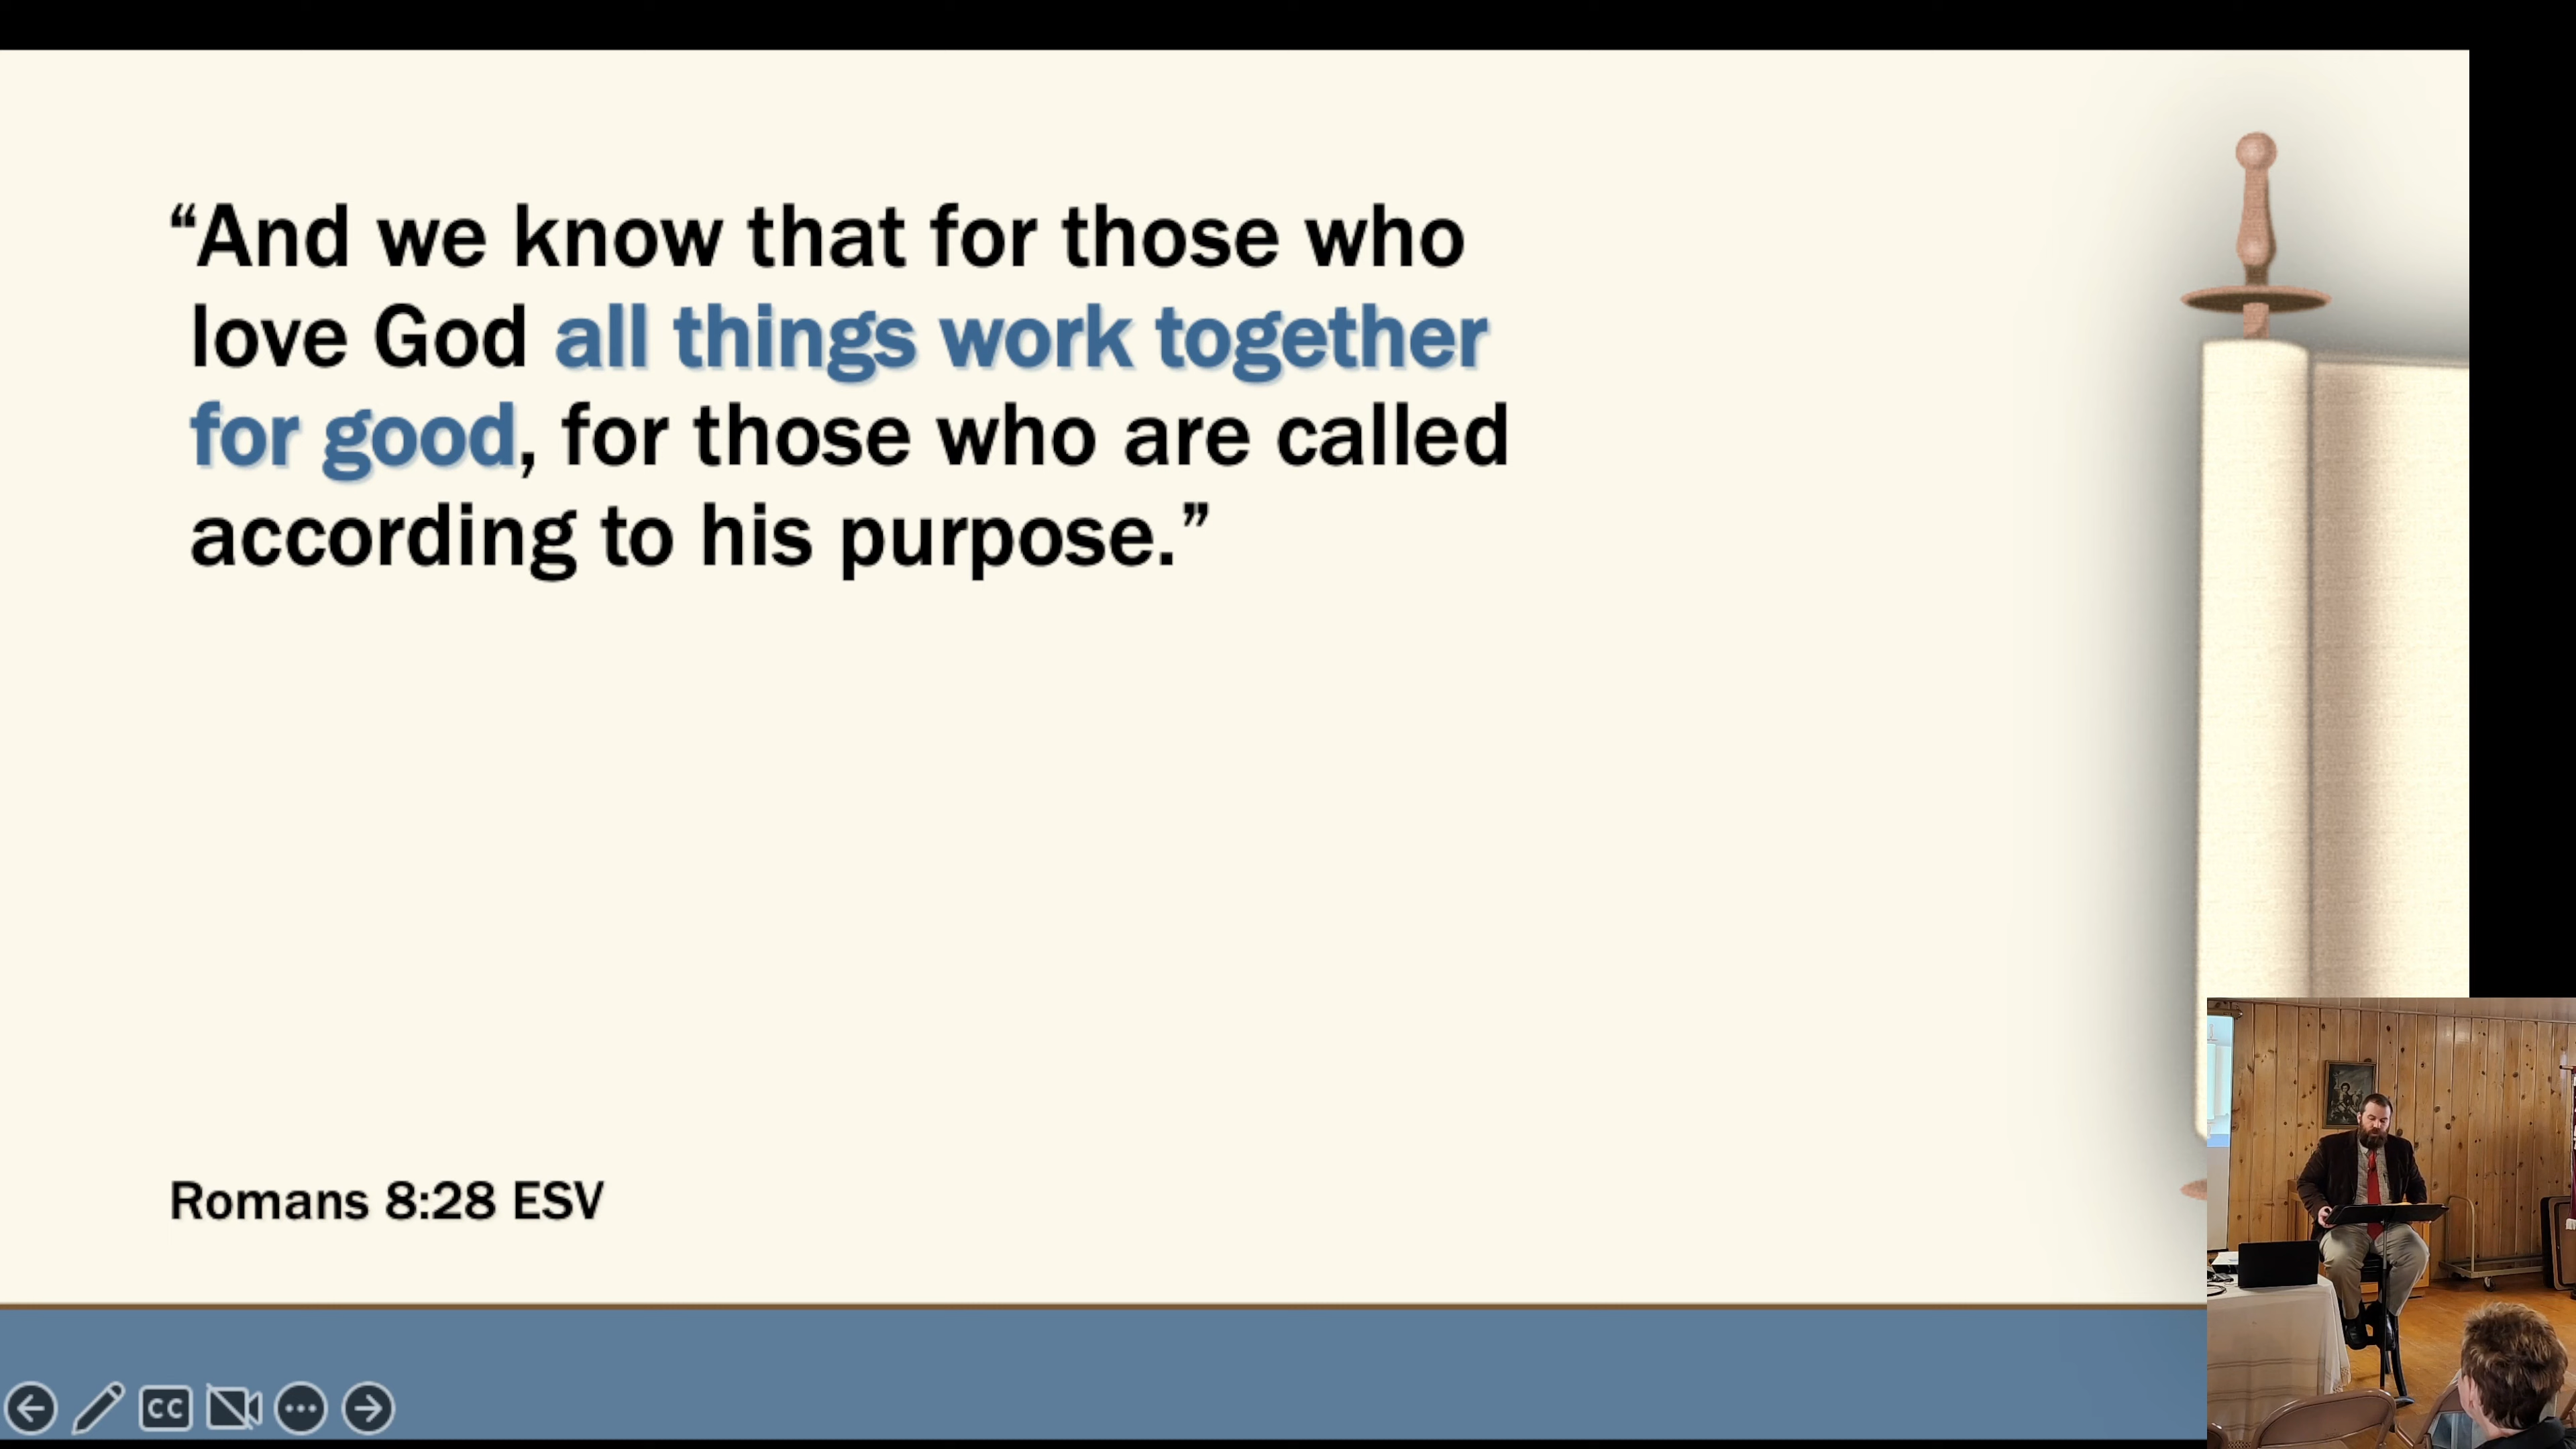 “And we know that for those who
love God all things work together
for good, for those who are called
according to his purpose.”
Romans 8:28 ESV
CC